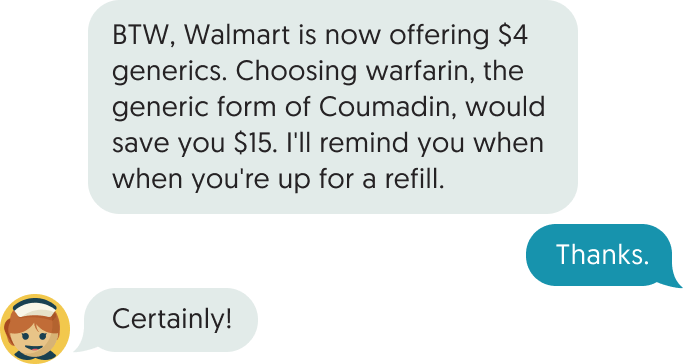 BTW, Walmart is now offering $4
generics. Choosing warfarin, the
generic form of Coumadin, would
save you $15. I'll remind you when
when you're up for a refill.
Thanks.
Certainly!